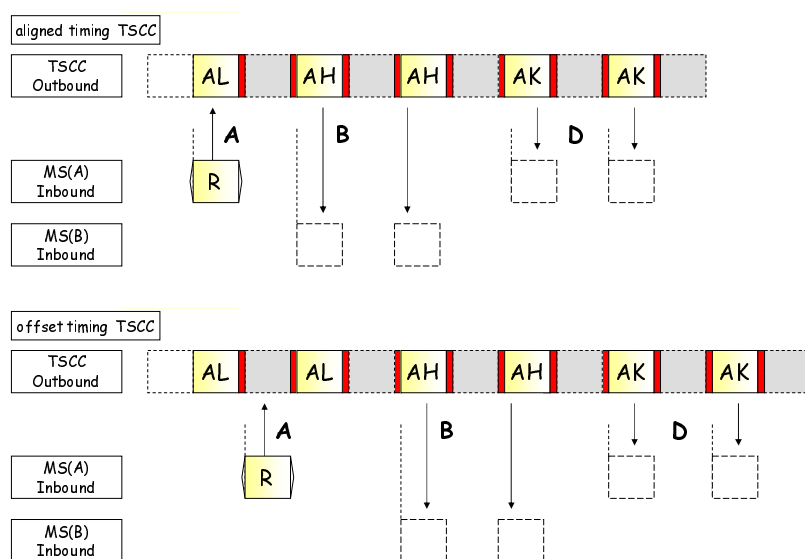 aligned timing TSCC
TSCC
Outbound
AL AH AH AK AK
A B D
MS(A)
Inbound
R
MS(B)
Inbound
offset timing TSCC
TSCC
Outbound
AL AL AH AH AK AK
A B D
MS(A)
Inbound
R
MS(B)
Inbound